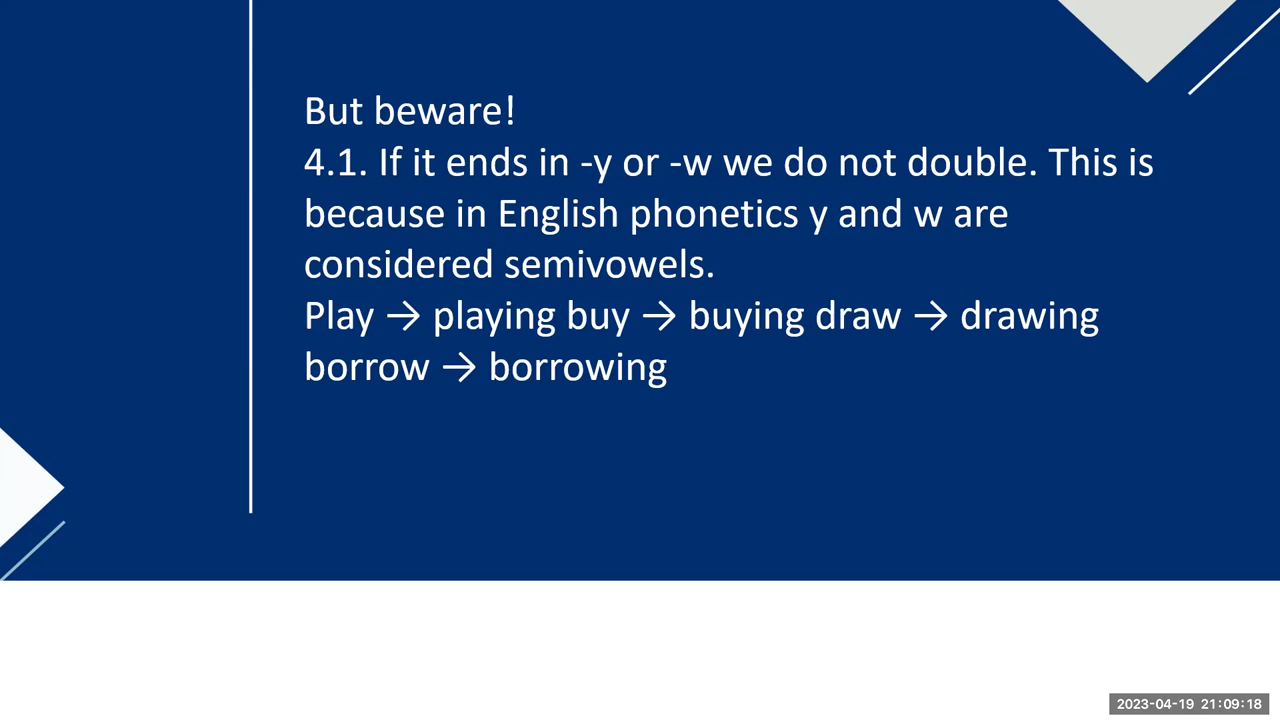 But beware!
4.1. If it ends in -y or -w we do not double. This is
because in English phonetics y and w are
considered semivowels.
Play → playing buy → buying draw → drawing
borrow → borrowing
2023-04-19 21:09:18